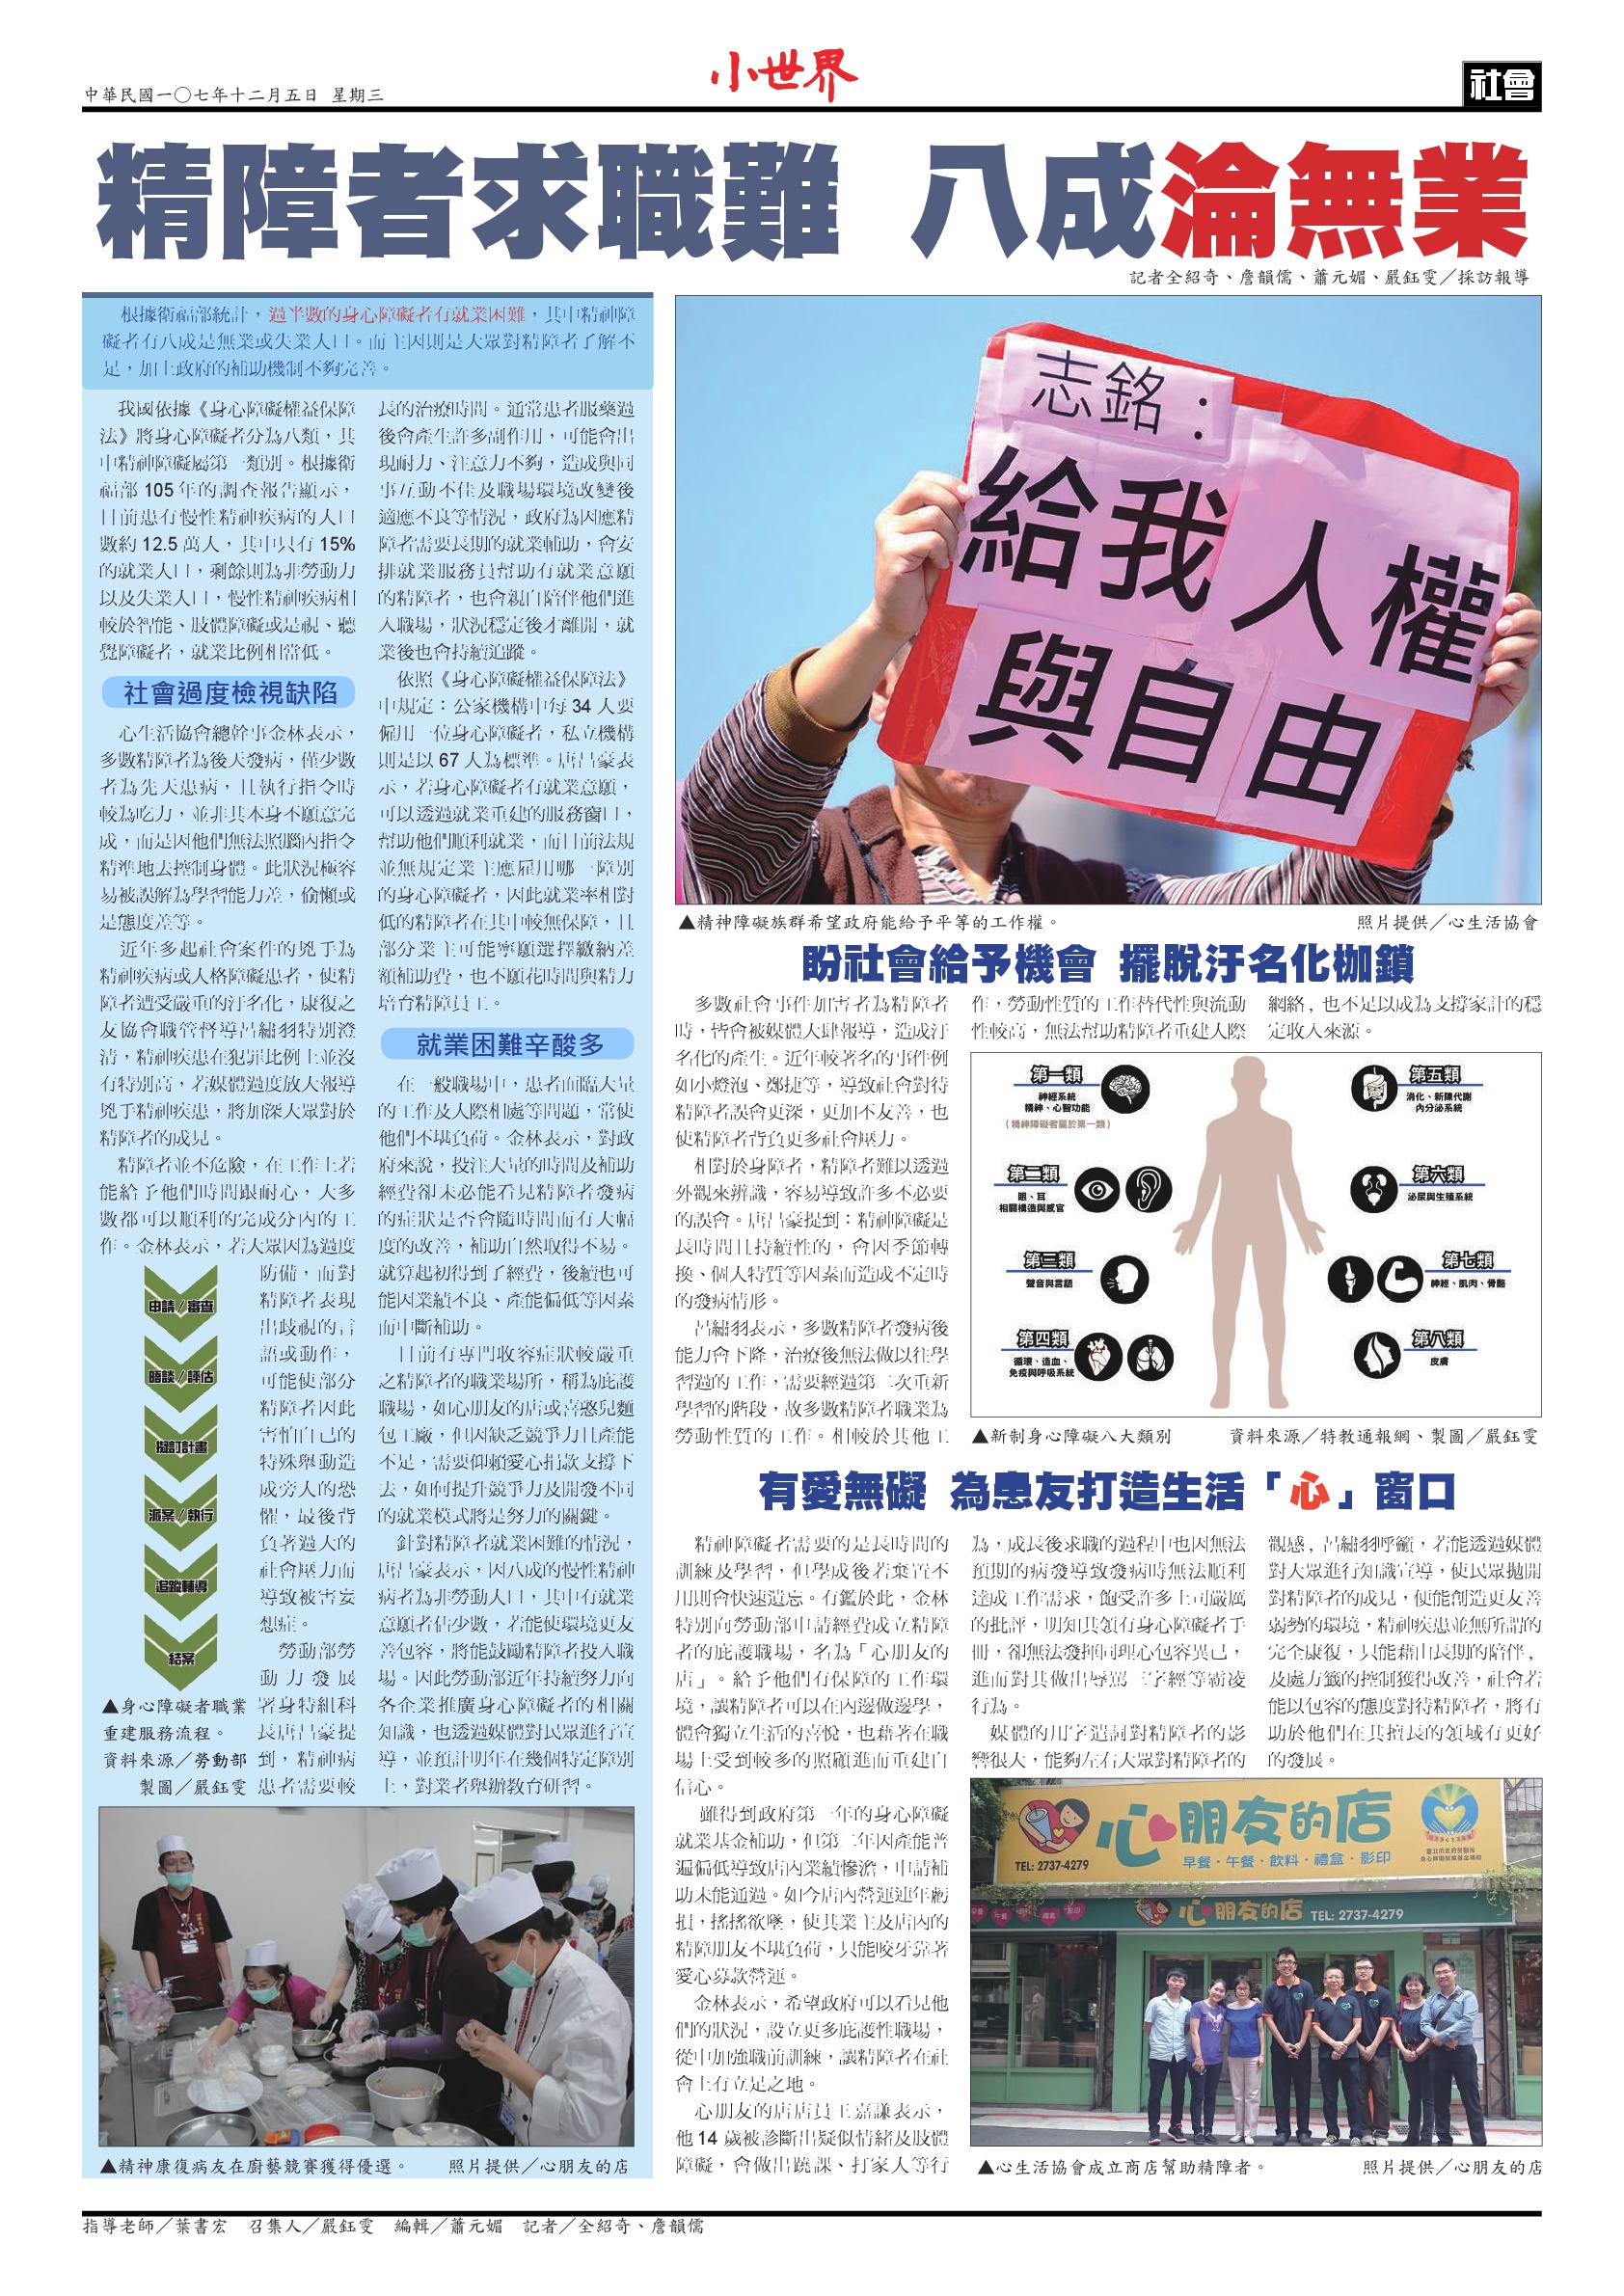 中華民國一〇七年十二月五日 星期三
小世界
社會
精障者求職難 八成淪無業
記者全紹奇、詹韻儒、蕭元媚、嚴鈺雯／採訪報導
根據衛福部統計，過半數的身心障礙者有就業困難，其中精神障
礙者有八成是無業或失業人口。而主因則是大眾對精障者了解不
足，加上政府的補助機制不夠完善。
我國依據《身心障礙權益保障
法》將身心障礙者分為八類，其
中精神障礙屬第一類別。根據衛
福部 105 年的調查報告顯示，
目前患有慢性精神疾病的人口
數約 12.5 萬人，其中只有 15%
的就業人口，剩餘則為非勞動力
以及失業人口，慢性精神疾病相
較於智能、肢體障礙或是視、聽
覺障礙者，就業比例相當低。
社會過度檢視缺陷
心生活協會總幹事金林表示，
多數精障者為後天發病，僅少數
者為先天患病，且執行指令時
較為吃力，並非其本身不願意完
成，而是因他們無法照腦內指令
精準地去控制身體。此狀況極容
易被誤解為學習能力差，偷懶或
是態度差等。
近年多起社會案件的兇手為
精神疾病或人格障礙患者，使精
障者遭受嚴重的汙名化，康復之
友協會職管督導呂繡羽特別澄
清，精神疾患在犯罪比例上並沒
有特別高，若媒體過度放大報導
兇手精神疾患，將加深大眾對於
精障者的成見。
精障者並不危險，在工作上若
能給予他們時間跟耐心，大多
數都可以順利的完成分內的工
作。金林表示，若大眾因為過度
防備，而對
精障者表現
出歧視的言
語或動作，
可能使部分
精障者因此
害怕自己的
特殊舉動造
成旁人的恐
懼，最後背
負著過大的
社會壓力而
導致被害妄
想症。
勞動部勞
動力發展
署身特組科
長唐呂豪提
到，精神病
患者需要較
申請／審查
晤談／評估
擬訂計畫
派案／執行
追蹤輔導
結案
▲身心障礙者職業
重建服務流程。
資料來源／勞動部
製圖／嚴鈺雯
長的治療時間。通常患者服藥過
後會產生許多副作用，可能會出
現耐力、注意力不夠，造成與同
事互動不佳及職場環境改變後
適應不良等情況，政府為因應精
障者需要長期的就業輔助，會安
排就業服務員幫助有就業意願
的精障者，也會親自陪伴他們進
入職場，狀況穩定後才離開，就
業後也會持續追蹤。
依照《身心障礙權益保障法》
中規定：公家機構中每 34 人要
僱用一位身心障礙者，私立機構
則是以 67 人為標準。唐呂豪表
示，若身心障礙者有就業意願，
可以透過就業重建的服務窗口，
幫助他們順利就業，而目前法規
並無規定業主應雇用哪一障別
的身心障礙者，因此就業率相對
低的精障者在其中較無保障，且
部分業主可能寧願選擇繳納差
額補助費，也不願花時間與精力
培育精障員工。
就業困難辛酸多
在一般職場中，患者面臨大量
的工作及人際相處等問題，常使
他們不堪負荷。金林表示，對政
府來說，投注大量的時間及補助
經費卻未必能看見精障者發病
的症狀是否會隨時間而有大幅
度的改善，補助自然取得不易。
就算起初得到了經費，後續也可
能因業績不良、產能偏低等因素
而中斷補助。
目前有專門收容症狀較嚴重
之精障者的職業場所，稱為庇護
職場，如心朋友的店或喜憨兒麵
包工廠，但因缺乏競爭力且產能
不足，需要仰賴愛心捐款支撐下
去，如何提升競爭力及開發不同
的就業模式將是努力的關鍵。
針對精障者就業困難的情況，
唐呂豪表示，因八成的慢性精神
病者為非勞動人口，其中有就業
意願者佔少數，若能使環境更友
善包容，將能鼓勵精障者投入職
場。因此勞動部近年持續努力向
各企業推廣身心障礙者的相關
知識，也透過媒體對民眾進行宣
導，並預計明年在幾個特定障別
上，對業者舉辦教育研習。
▲精神康復病友在廚藝競賽獲得優選。 照片提供／心朋友的店
志銘：
給我人權
與自由
▲精神障礙族群希望政府能給予平等的工作權。 照片提供／心生活協會
盼社會給予機會 擺脫汙名化枷鎖
多數社會事件加害者為精障者
時，皆會被媒體大肆報導，造成汙
名化的產生。近年較著名的事件例
如小燈泡、鄭捷等，導致社會對待
精障者誤會更深，更加不友善，也
使精障者背負更多社會壓力。
相對於身障者，精障者難以透過
外觀來辨識，容易導致許多不必要
的誤會。唐呂豪提到：精神障礙是
長時間且持續性的，會因季節轉
換、個人特質等因素而造成不定時
的發病情形。
呂繡羽表示，多數精障者發病後
能力會下降，治療後無法做以往學
習過的工作，需要經過第二次重新
學習的階段，故多數精障者職業為
勞動性質的工作。相較於其他工
作，勞動性質的工作替代性與流動
性較高，無法幫助精障者重建人際
網絡，也不足以成為支撐家計的穩
定收入來源。
第一類
神經系統
精神、心智功能
(精神障礙者屬於第一類)
第二類
眼、耳
相關構造與感官
第三類
聲音與言語
第四類
循環、造血、
免疫與呼吸系統
第五類
消化、新陳代謝
內分泌系統
第六類
泌尿與生殖系統
第七類
神經、肌肉、骨骼
第八類
皮膚
▲新制身心障礙八大類別 資料來源／特教通報網、製圖／嚴鈺雯
有愛無礙 為患友打造生活「心」窗口
精神障礙者需要的是長時間的
訓練及學習，但學成後若棄置不
用則會快速遺忘。有鑑於此，金林
特別向勞動部申請經費成立精障
者的庇護職場，名為「心朋友的
店」。給予他們有保障的工作環
境，讓精障者可以在內邊做邊學，
體會獨立生活的喜悅，也藉著在職
場上受到較多的照顧進而重建自
信心。
雖得到政府第一年的身心障礙
就業基金補助，但第二年因產能普
遍偏低導致店內業績慘澹，申請補
助未能通過。如今店內營運連年虧
損，搖搖欲墜，使其業主及店內的
精障朋友不堪負荷，只能咬牙靠著
愛心募款營運。
金林表示，希望政府可以看見他
們的狀況，設立更多庇護性職場，
從中加強職前訓練，讓精障者在社
會上有立足之地。
心朋友的店店員王嘉謙表示，
他 14 歲被診斷出疑似情緒及肢體
障礙，會做出蹺課、打家人等行
為，成長後求職的過程中也因無法
預期的病發導致發病時無法順利
達成工作需求，飽受許多上司嚴厲
的批評，明知其領有身心障礙者手
冊，卻無法發揮同理心包容異己，
進而對其做出辱罵三字經等霸凌
行為。
媒體的用字遣詞對精障者的影
響很大，能夠左右大眾對精障者的
觀感，呂繡羽呼籲，若能透過媒體
對大眾進行知識宣導，使民眾拋開
對精障者的成見，便能創造更友善
弱勢的環境，精神疾患並無所謂的
完全康復，只能藉由長期的陪伴，
及處方籤的控制獲得改善，社會若
能以包容的態度對待精障者，將有
助於他們在其擅長的領域有更好
的發展。
心朋友的店
TEL: 2737-4279
早餐・午餐・飲料・禮盒・影印
心朋友的店 TEL: 2737-4279
▲心生活協會成立商店幫助精障者。 照片提供／心朋友的店
指導老師／葉書宏 召集人／嚴鈺雯 編輯／蕭元媚 記者／全紹奇、詹韻儒